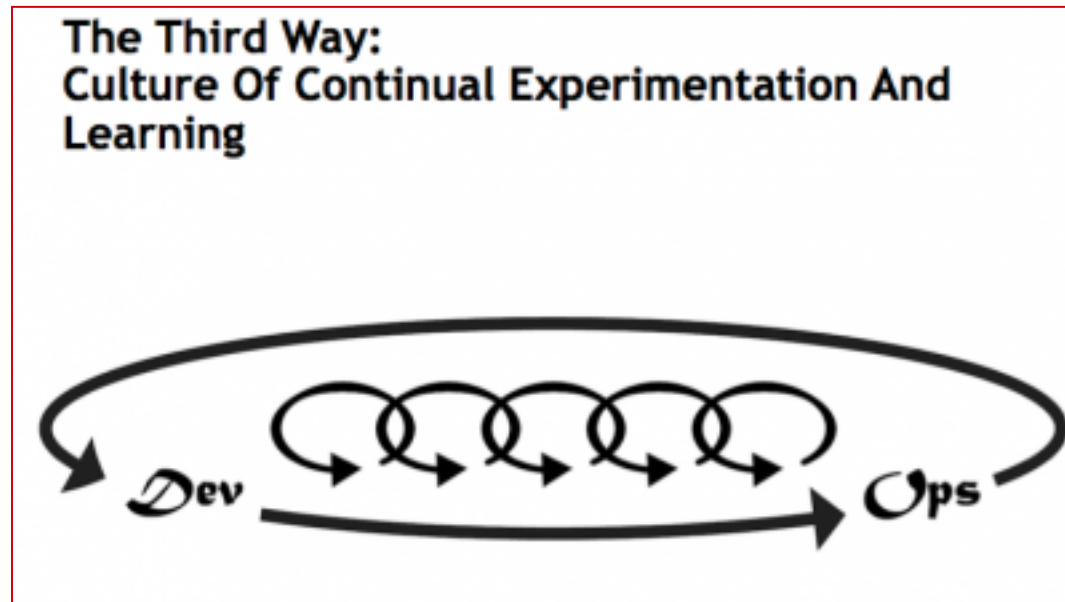 The Third Way:
Culture Of Continual Experimentation And
Learning
Dev
Ops